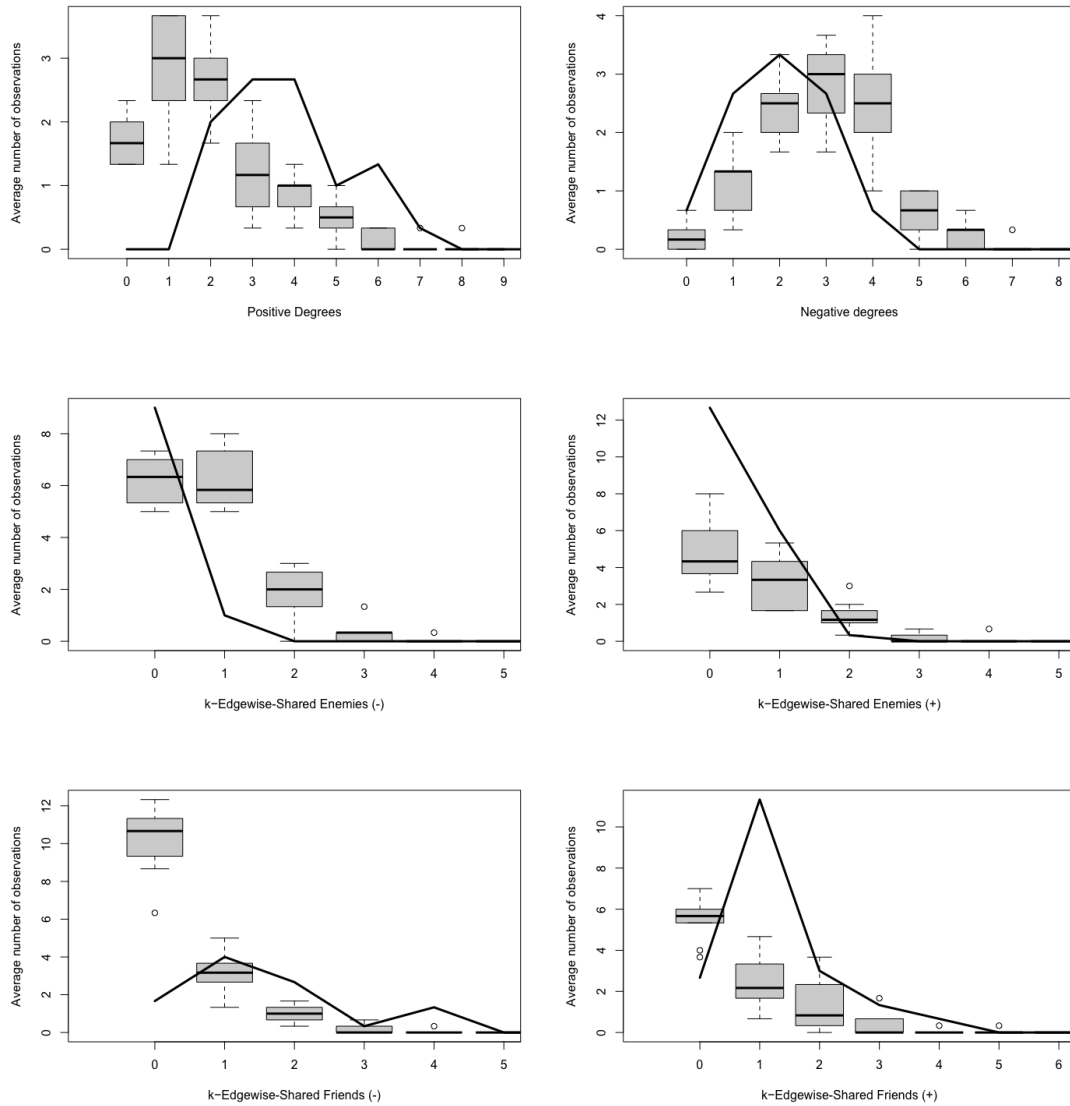 Average number of observations
3
2
1
0
0 1 2 3 4 5 6 7 8 9
Positive Degrees
Average number of observations
4
3
2
1
0
0 1 2 3 4 5 6 7 8
Negative degrees
Average number of observations
8
6
4
2
0
0 1 2 3 4 5
k−Edgewise−Shared Enemies (-)
Average number of observations
12
10
8
6
4
2
0
0 1 2 3 4 5
k−Edgewise−Shared Enemies (+)
Average number of observations
12
10
8
6
4
2
0
0 1 2 3 4 5
k−Edgewise−Shared Friends (-)
Average number of observations
10
8
6
4
2
0
0 1 2 3 4 5 6
k−Edgewise−Shared Friends (+)